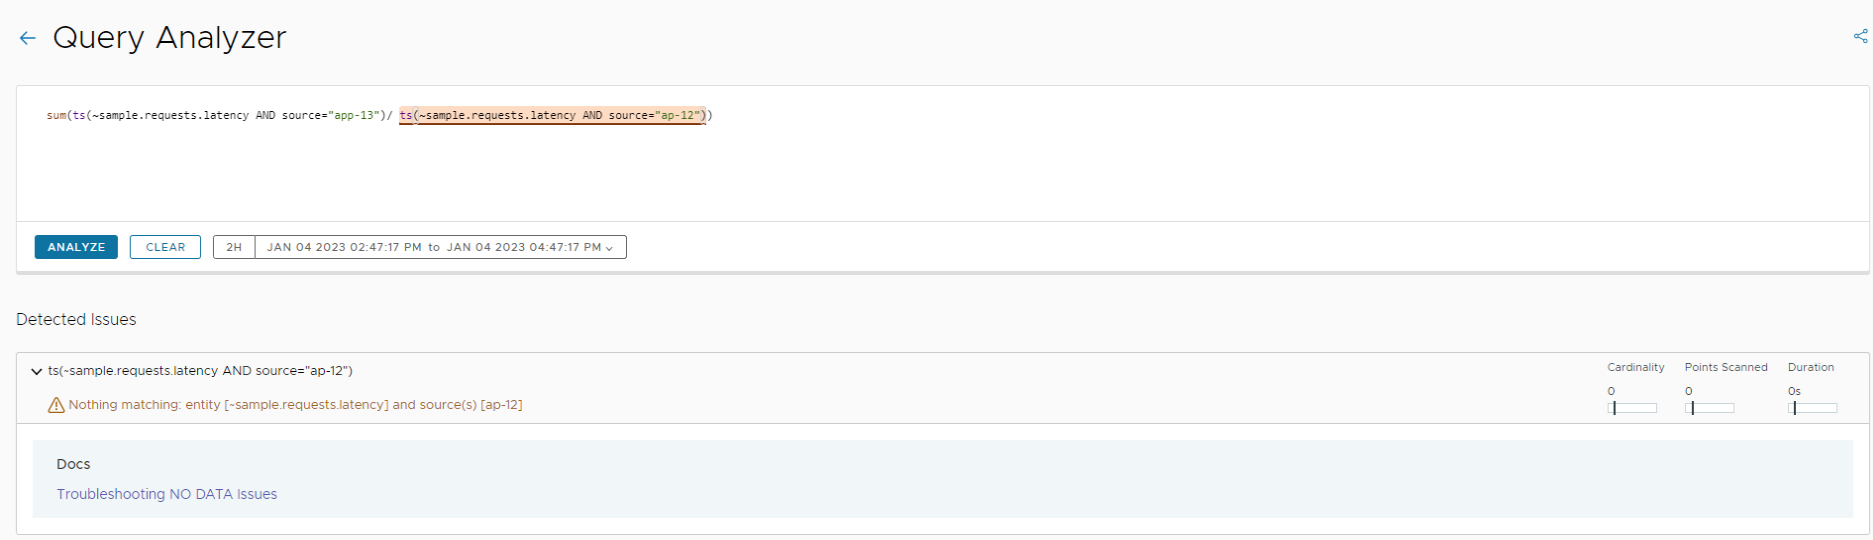 Query Analyzer
sum(ts(~sample.requests.latency AND source="app-13")/ ts(~sample.requests.latency AND source="ap-12"))
ANALYZE CLEAR 2H JAN 04 2023 02:47:17 PM to JAN 04 2023 04:47:17 PM
Detected Issues
ts(~sample.requests.latency AND source="ap-12") Cardinality Points Scanned Duration
Nothing matching: entity [~sample.requests.latency] and source(s) [ap-12] 0 0 0s
Docs
Troubleshooting NO DATA Issues